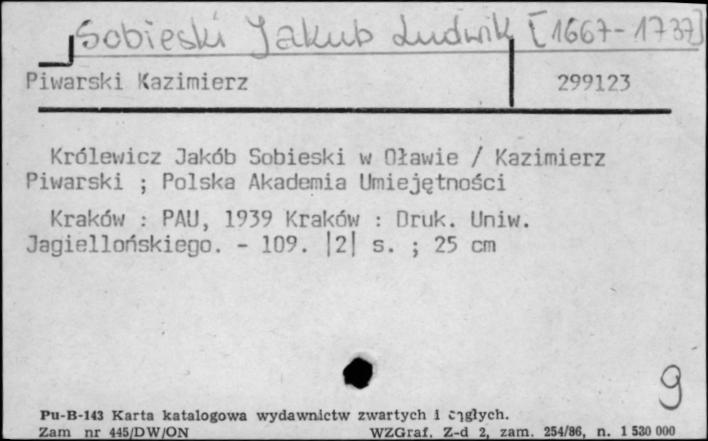 Sobieski Jakub Ludwik [1667-1737]
Piwarski Kazimierz 299123
Królewicz Jakób Sobieski w Oławie / Kazimierz
Piwarski ; Polska Akademia Umiejętności
Kraków : PAU, 1939 Kraków : Druk. Uniw.
Jagiellońskiego. - 109. |2| s. ; 25 cm
9
Pu-B-143 Karta katalogowa wydawnictw zwartych i ciągłych.
Zam nr 445/DW/ON WZGraf. Z-d 2, zam. 254/86, n. 1 530 000